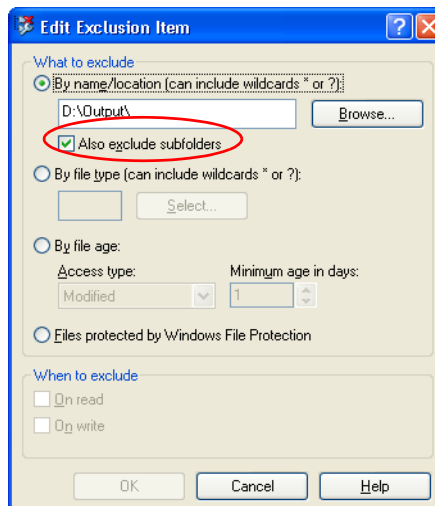 Edit Exclusion Item
What to exclude
By name/location (can include wildcards * or ?):
D:\Output\
Browse...
Also exclude subfolders
By file type (can include wildcards * or ?):
Select...
By file age:
Access type:
Minimum age in days:
Modified
1
Files protected by Windows File Protection
When to exclude
On read
On write
OK
Cancel
Help